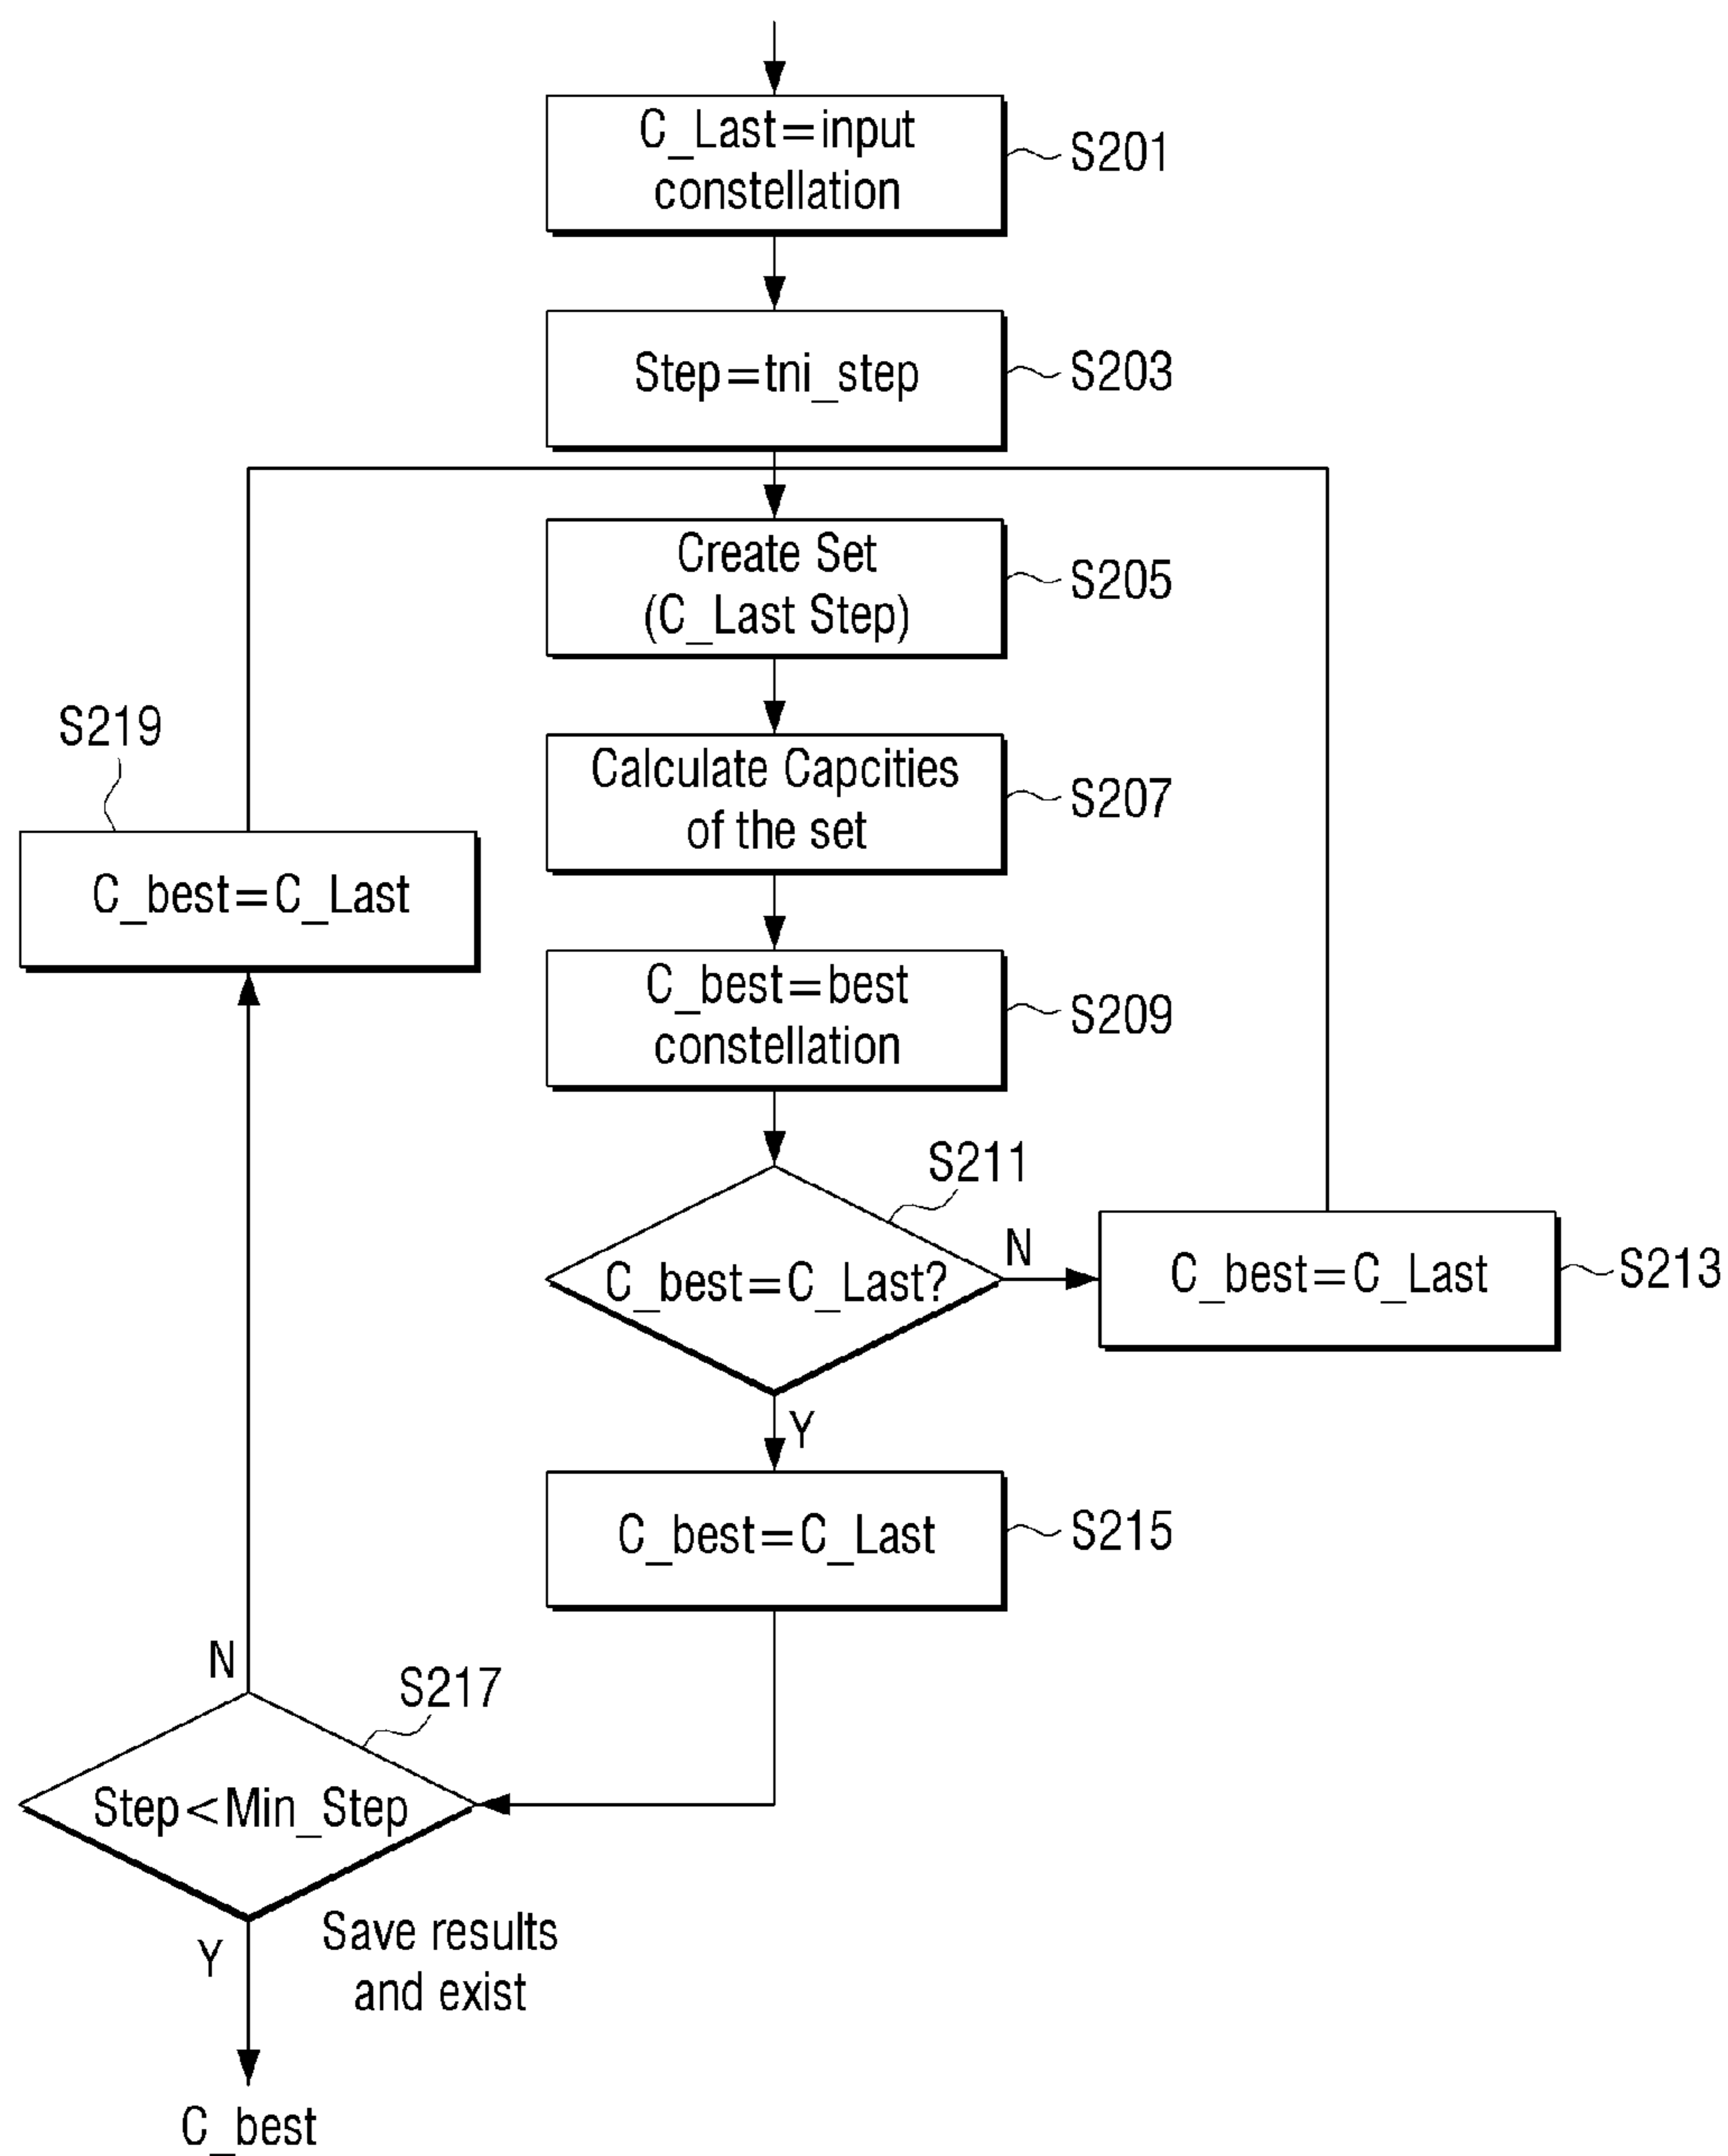 C_Last=input
constellation
S201
Step=tni_step
S203
Create Set
(C_Last Step)
S205
Calculate Capcities
of the set
S207
S219
C_best=C_Last
C_best=best
constellation
S209
S211
C_best=C_Last?
N
C_best=C_Last
S213
Y
C_best=C_Last
S215
N
S217
Step<Min_Step
Y
Save results
and exist
C_best